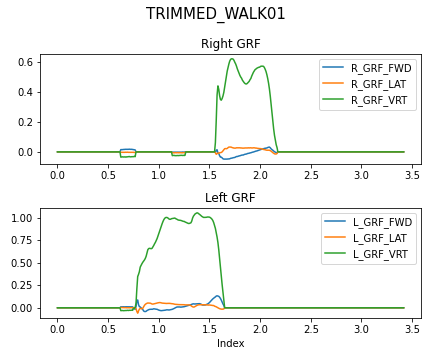 TRIMMED_WALK01
Right GRF
0.6
0.4
0.2
0.0
R_GRF_FWD
R_GRF_LAT
R_GRF_VRT
0.0 0.5 1.0 1.5 2.0 2.5 3.0 3.5
Left GRF
1.00
0.75
0.50
0.25
0.00
L_GRF_FWD
L_GRF_LAT
L_GRF_VRT
0.0 0.5 1.0 1.5 2.0 2.5 3.0 3.5
Index